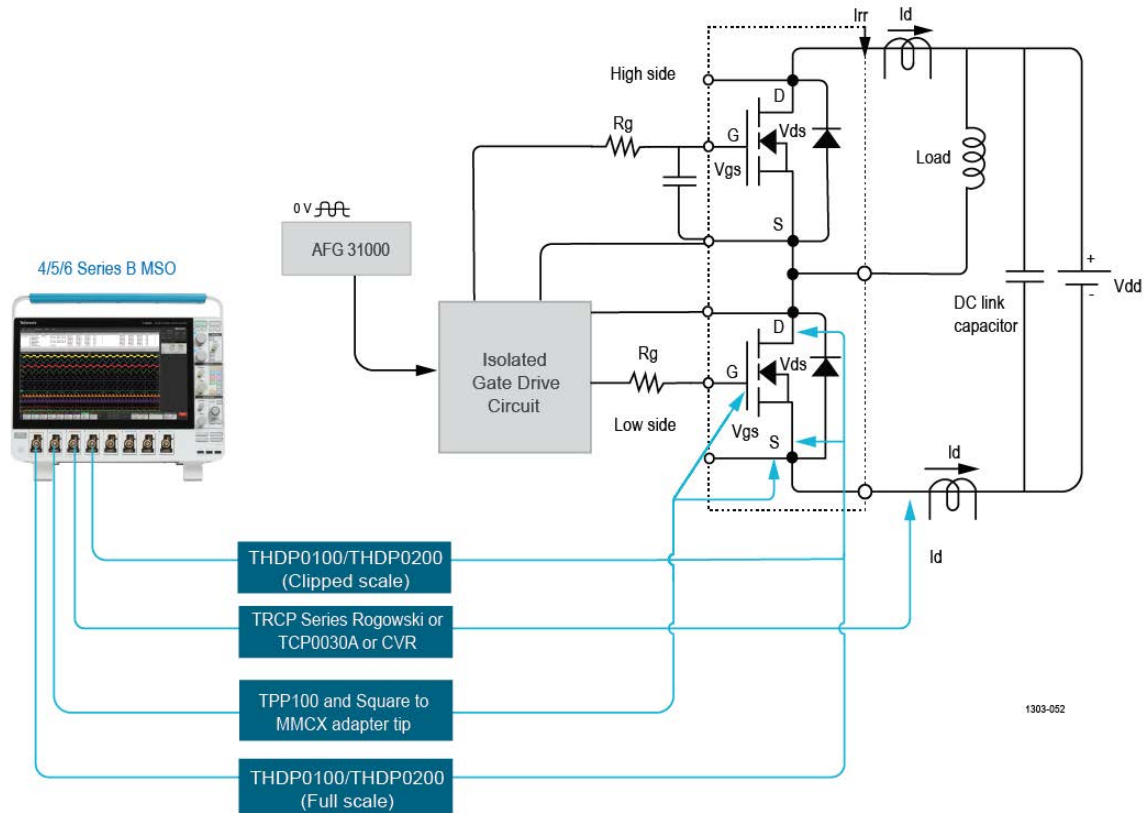 Irr
Id
High side
D
Rg
G
Vds
Vgs
Load
0 V
S
AFG 31000
4/5/6 Series B MSO
+
Vdd
-
DC link
capacitor
D
Isolated
Gate Drive
Circuit
Rg
G
Vds
Low side
Vgs
S
Id
Id
THDP0100/THDP0200
(Clipped scale)
TRCP Series Rogowski or
TCP0030A or CVR
TPP100 and Square to
MMCX adapter tip
1303-052
THDP0100/THDP0200
(Full scale)